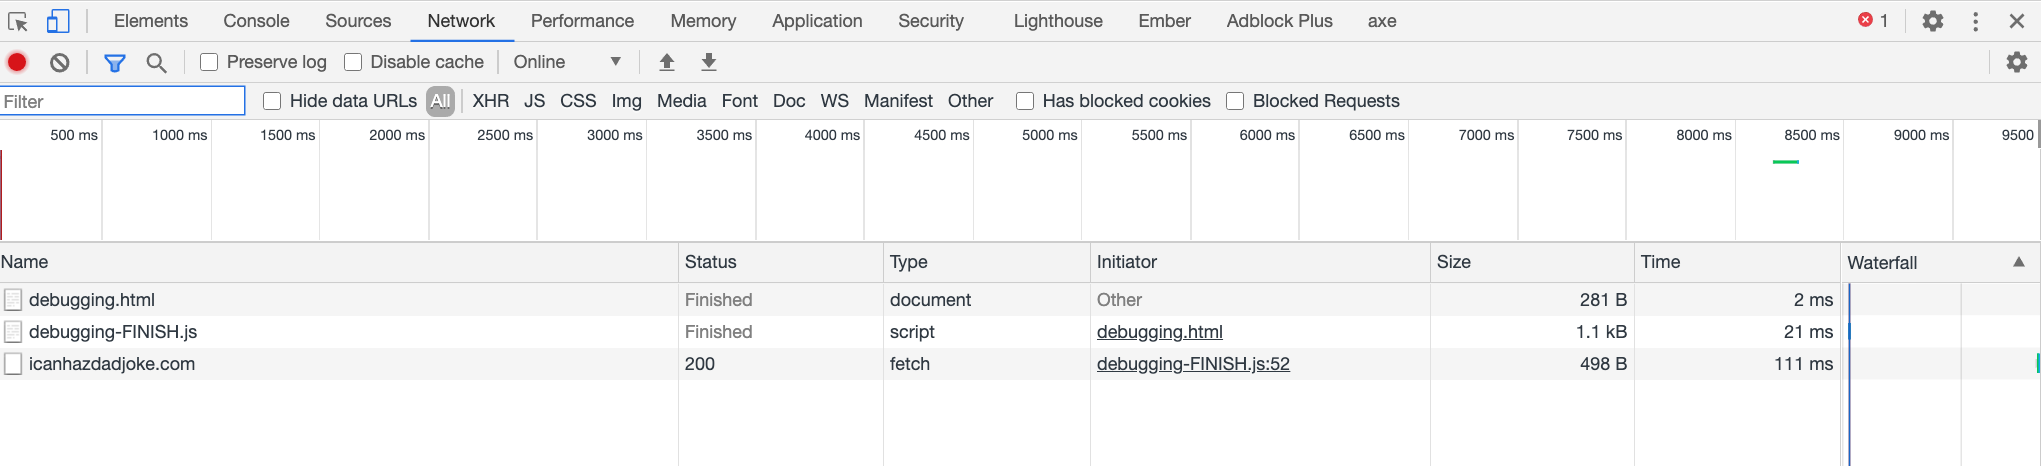 Elements Console Sources Network Performance Memory Application Security Lighthouse Ember Adblock Plus axe 1
Preserve log Disable cache Online
Filter Hide data URLs All XHR JS CSS Img Media Font Doc WS Manifest Other Has blocked cookies Blocked Requests
500 ms 1000 ms 1500 ms 2000 ms 2500 ms 3000 ms 3500 ms 4000 ms 4500 ms 5000 ms 5500 ms 6000 ms 6500 ms 7000 ms 7500 ms 8000 ms 8500 ms 9000 ms 9500
Name Status Type Initiator Size Time Waterfall
debugging.html Finished document Other 281 B 2 ms
debugging-FINISH.js Finished script debugging.html 1.1 kB 21 ms
icanhazdadjoke.com 200 fetch debugging-FINISH.js:52 498 B 111 ms